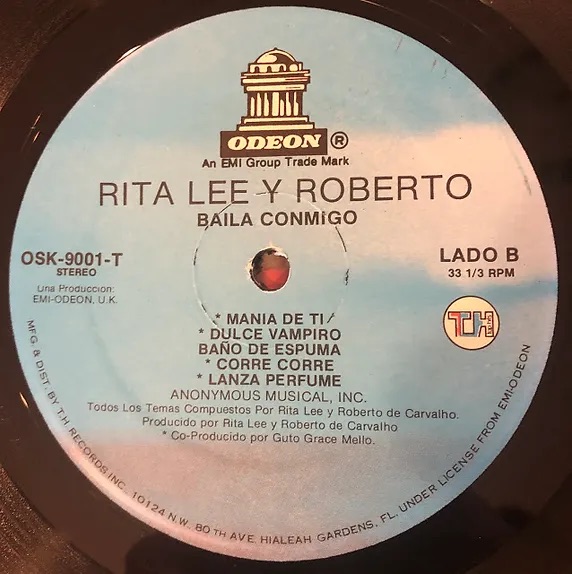 ODEON®
An EMI Group Trade Mark
RITA LEE Y ROBERTO
BAILA CONMIGO
OSK-9001-T
STEREO
Una Produccion:
EMI-ODEON, U.K.
LADO B
33 1/3 RPM
TH
* MANIA DE TI
* DULCE VAMPIRO
BAÑO DE ESPUMA
* CORRE CORRE
* LANZA PERFUME
ANONYMOUS MUSICAL, INC.
Todos Los Temas Compuestos Por Rita Lee y Roberto de Carvalho.
Producido por Rita Lee y Roberto de Carvalho
* Co-Producido por Guto Grace Mello.
MFG. & DIST. BY T.H. RECORDS INC. 10124 N.W. 80 TH AVE. HIALEAH GARDENS, FL. UNDER LICENSE FROM EMI-ODEON